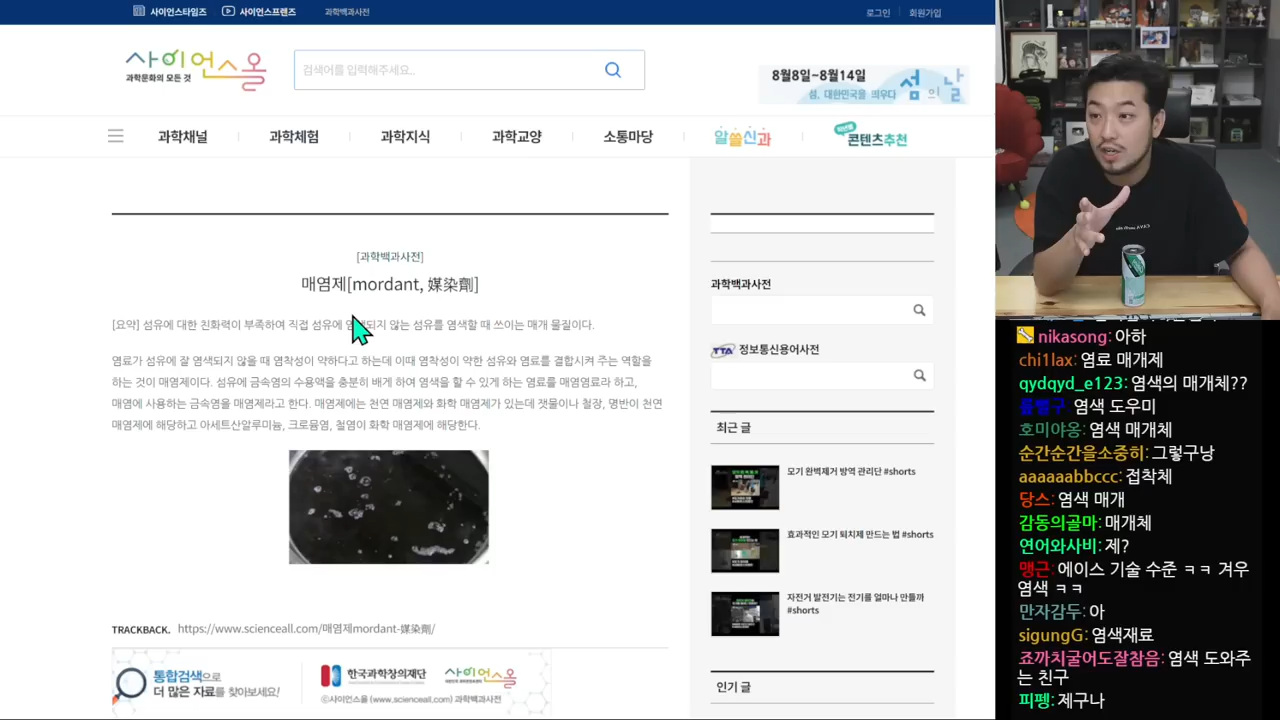 사이언스타임즈 사이언스프렌즈 과학백과사전
로그인 회원가입
사이언스올
과학문화의 모든 것
검색어를 입력해주세요..
8월8일~8월14일
섬의 날
섬, 대한민국을 띄우다
과학채널 과학체험 과학지식 과학교양 소통마당 알쓸신과 콘텐츠추천
[과학백과사전]
매염제[mordant, 媒染劑]
[요약] 섬유에 대한 친화력이 부족하여 직접 섬유에 염색되지 않는 섬유를 염색할 때 쓰이는 매개 물질이다.
염료가 섬유에 잘 염색되지 않을 때 염착성이 약하다고 하는데 이때 염착성이 약한 섬유와 염료를 결합시켜 주는 역할을
하는 것이 매염제이다. 섬유에 금속염의 수용액을 충분히 배게 하여 염색을 할 수 있게 하는 염료를 매염염료라 하고,
매염에 사용하는 금속염을 매염제라고 한다. 매염제에는 천연 매염제와 화학 매염제가 있는데 잿물이나 철장, 명반이 천연
매염제에 해당하고 아세트산알루미늄, 크로뮴염, 철염이 화학 매염제에 해당한다.
TRACKBACK. https://www.scienceall.com/매염제mordant-媒染劑/
통합검색으로
더 많은 자료를 찾아보세요!
한국과학창의재단 사이언스올
ⓒ사이언스올 (www.scienceall.com) 과학백과사전
과학백과사전
TTA 정보통신용어사전
최근 글
모기 완벽제거 방역 관리단 #shorts
효과적인 모기 퇴치제 만드는 법 #shorts
자전거 발전기는 전기를 얼마나 만들까
#shorts
인기 글
nikasong: 아하
chi1lax: 염료 매개제
qydqyd_e123: 염색의 매개체??
염색 도우미
호미야옹: 염색 매개체
순간순간을소중히: 그렇구낭
aaaaaabbccc: 접착체
당스: 염색 매개
감동의골마: 매개체
연어와사비: 제?
맹근: 에이스 기술 수준 ㅋㅋ 겨우
염색 ㅋㅋ
만자감두: 아
sigungG: 염색재료
죠까치굴어도잘참음: 염색 도와주
는 친구
피펭: 제구나